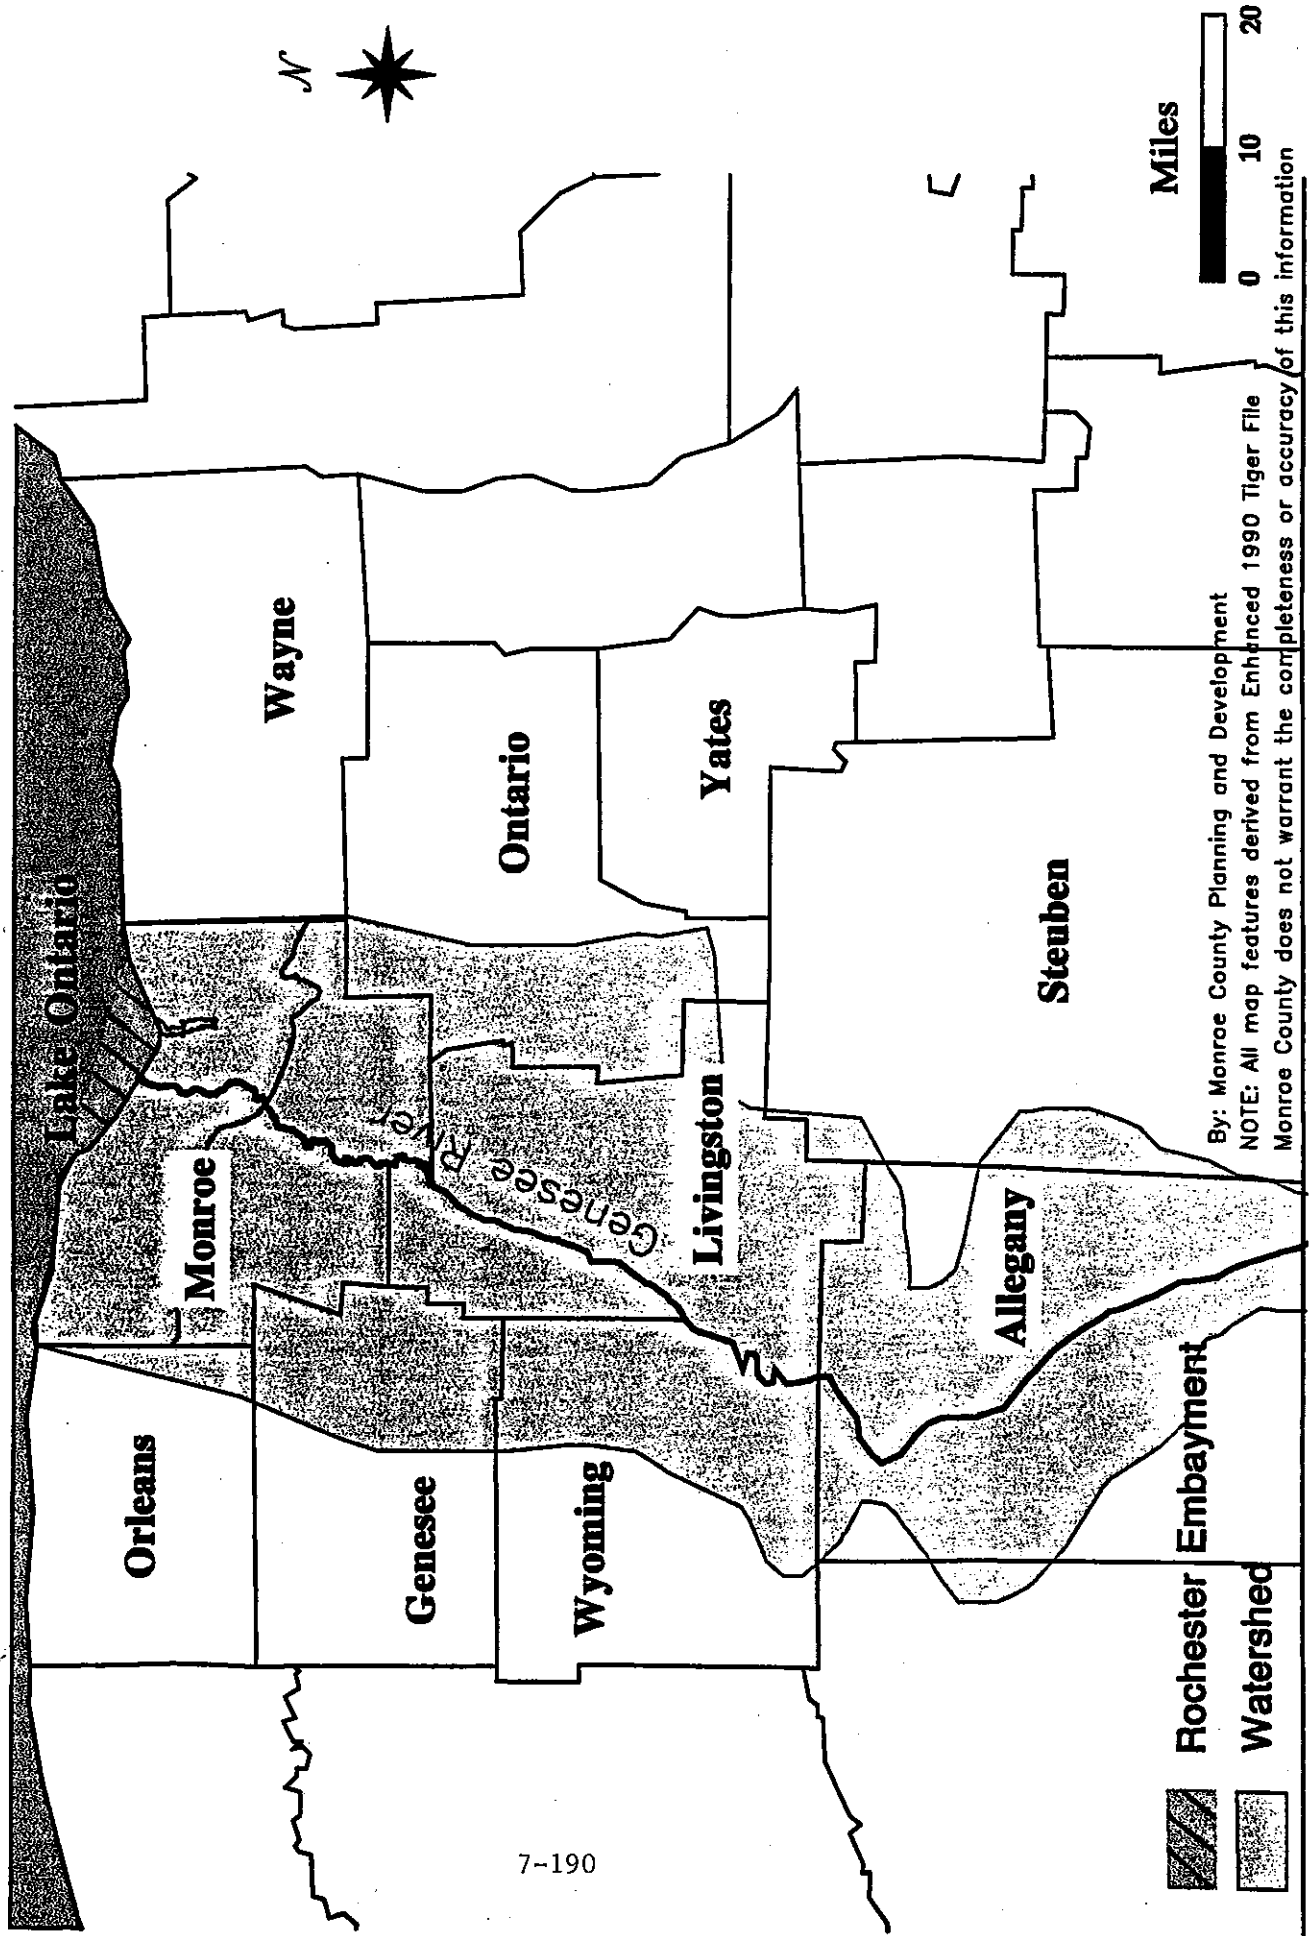 N
Lake Ontario
Orleans
Monroe
Wayne
Genesee
Genesee River
Ontario
Wyoming
Livingston
Yates
Allegany
Steuben
Miles
0 10 20
Rochester Embayment
Watershed
By: Monroe County Planning and Development
NOTE: All map features derived from Enhanced 1990 Tiger File
Monroe County does not warrant the completeness or accuracy of this information
7-190